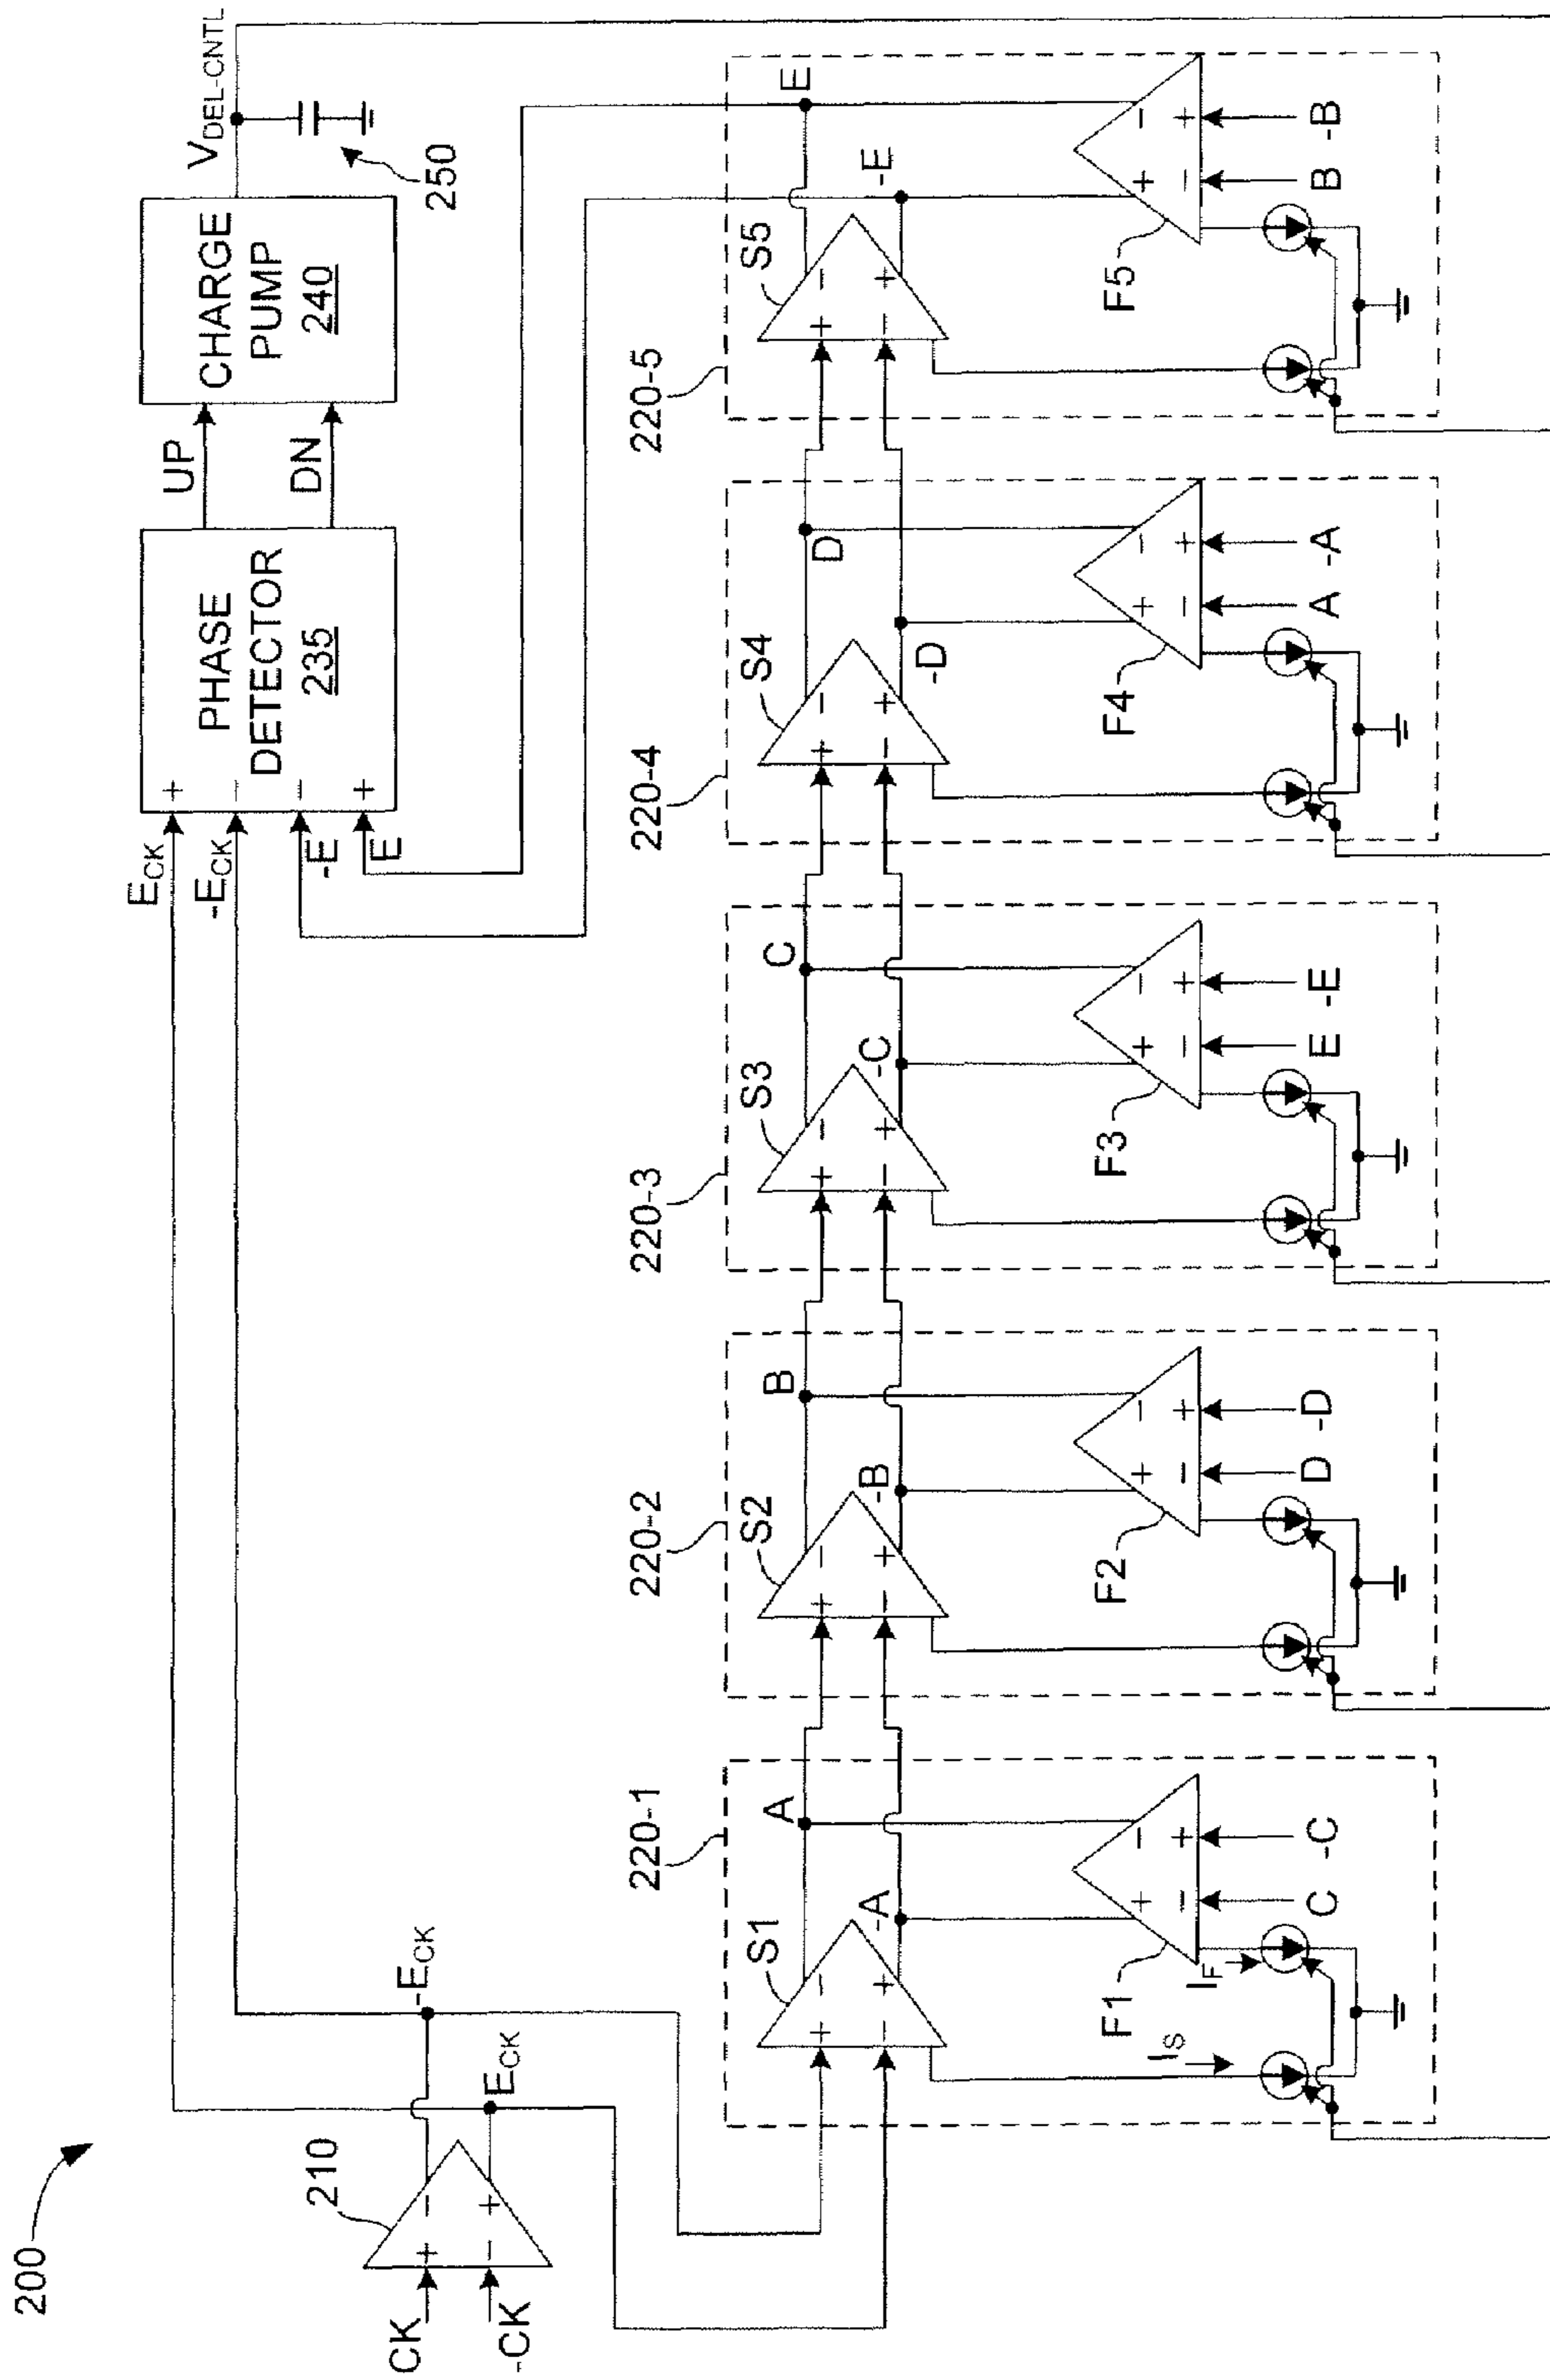 200
CK
-CK
210
+ -
- +
-E_CK
E_CK
E_CK
-E_CK
-E
E
+
-
-
+
PHASE
DETECTOR
235
UP
DN
CHARGE
PUMP
240
V_DEL-CNTL
250
220-1
S1
+ -
- +
A
-A
F1
+ -
- +
C -C
I_S
I_F
220-2
S2
+ -
- +
B
-B
F2
+ -
- +
D -D
220-3
S3
+ -
- +
C
-C
F3
+ -
- +
E -E
220-4
S4
+ -
- +
D
-D
F4
+ -
- +
A -A
220-5
S5
+ -
- +
E
-E
F5
+ -
- +
B -B